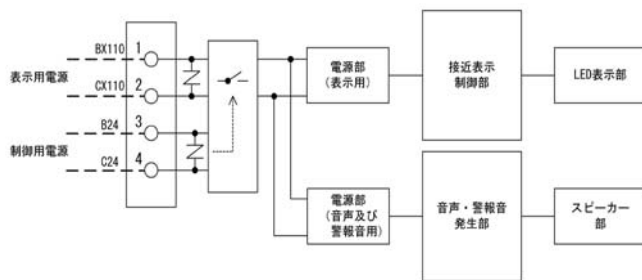 表示用電源
BX110
1
CX110
2
制御用電源
B24
3
C24
4
電源部
(表示用)
接近表示
制御部
LED表示部
電源部
(音声及び
警報音用)
音声・警報音
発生部
スピーカー
部